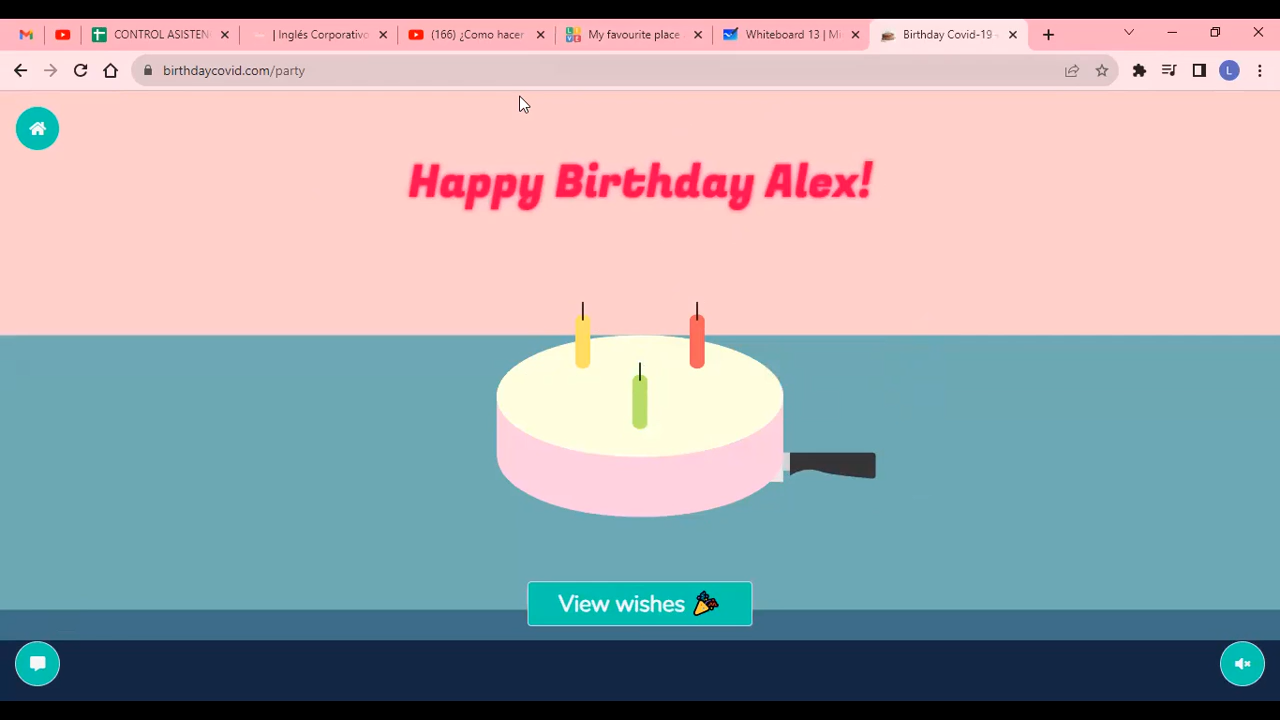 CONTROL ASISTEN
| Inglés Corporativo
(166) ¿Como hacer
My favourite place
Whiteboard 13 | M
Birthday Covid-19 -
birthdaycovid.com/party
L
Happy Birthday Alex!
View wishes